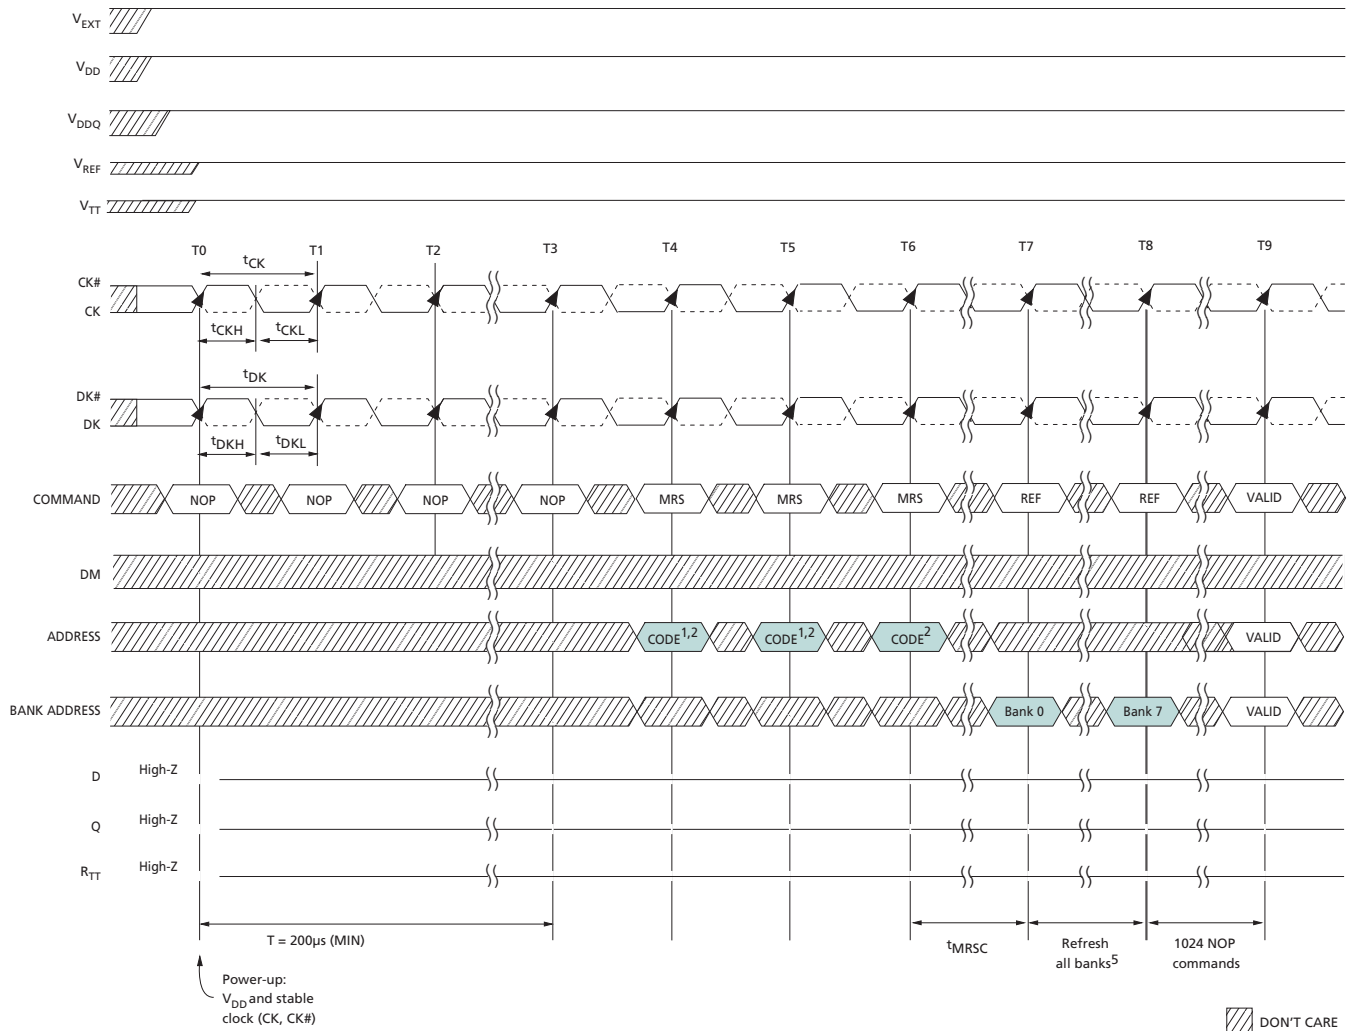 VEXT
VDD
VDDQ
VREF
VTT
T0 T1 T2 T3 T4 T5 T6 T7 T8 T9
tCK
CK#
CK
tCKH tCKL
tDK
DK#
DK
tDKH tDKL
COMMAND NOP NOP NOP NOP MRS MRS MRS REF REF VALID
DM
ADDRESS CODE1,2 CODE1,2 CODE2 VALID
BANK ADDRESS Bank 0 Bank 7 VALID
D High-Z
Q High-Z
RTT High-Z
T = 200µs (MIN)
tMRSC
Refresh
all banks5
1024 NOP
commands
Power-up:
VDD and stable
clock (CK, CK#)
DON'T CARE